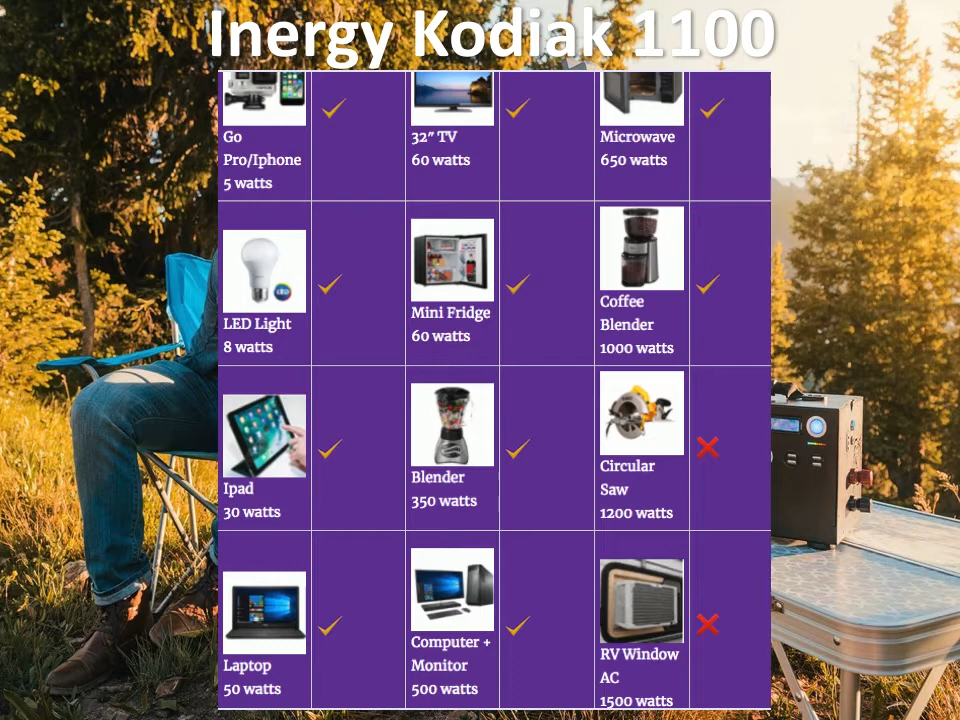 Inergy Kodiak 1100
Go
Pro/Iphone
5 watts
32″ TV
60 watts
Microwave
650 watts
LED Light
8 watts
Mini Fridge
60 watts
Coffee
Blender
1000 watts
Ipad
30 watts
Blender
350 watts
Circular
Saw
1200 watts
Laptop
50 watts
Computer +
Monitor
500 watts
RV Window
AC
1500 watts